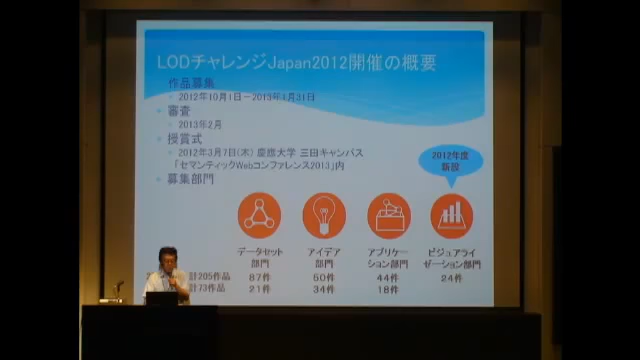 LODチャレンジJapan2012開催の概要
作品募集
2012年10月1日－2013年1月31日
審査
2013年2月
授賞式
2012年3月7日(木) 慶應大学 三田キャンパス
「セマンティックWebコンファレンス2013」内
募集部門
2012年度
新設
データセット
部門
アイデア
部門
アプリケー
ション部門
ビジュアライ
ゼーション部門
計205作品 87件 50件 44件 24件
計73作品 21件 34件 18件